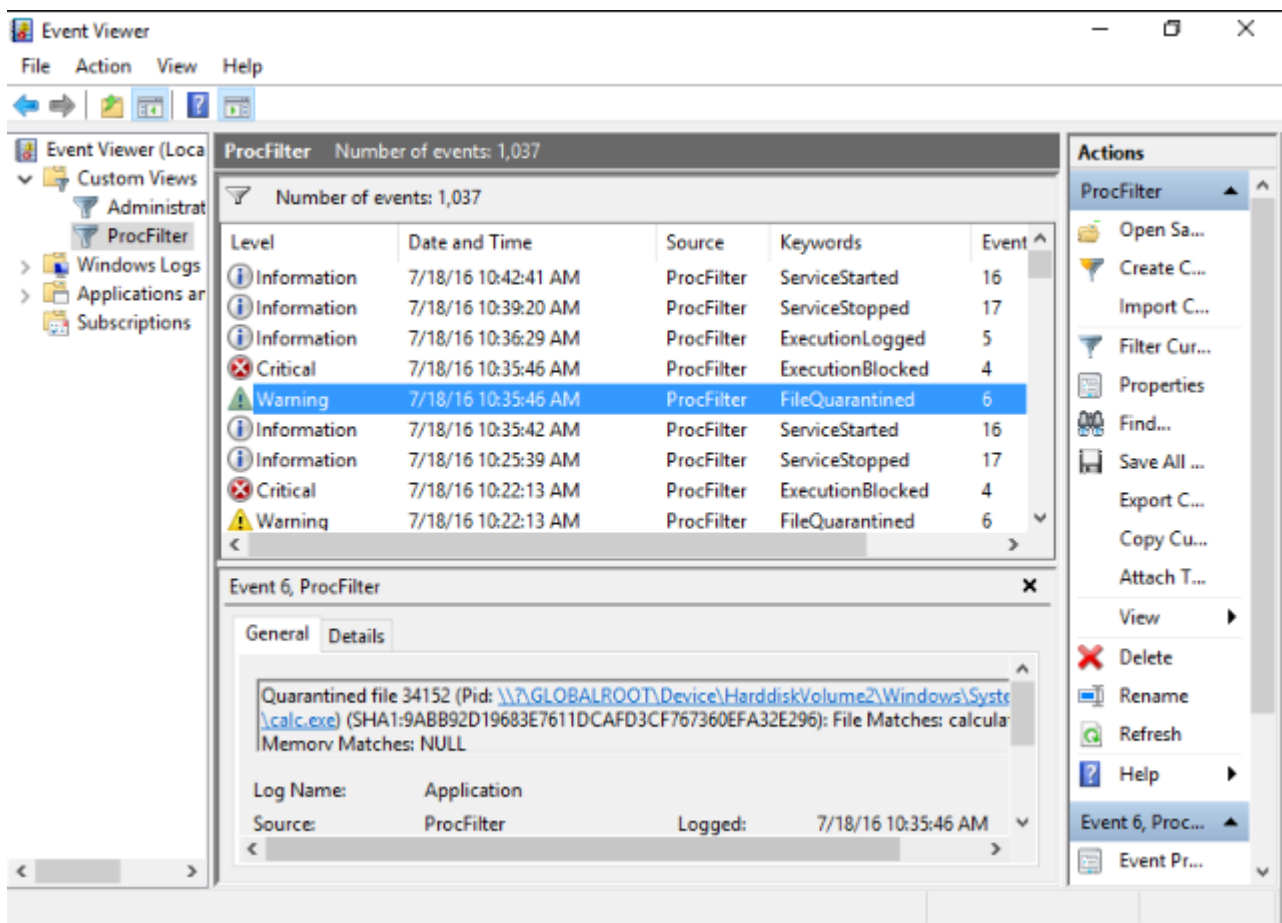 Event Viewer
File Action View Help
Event Viewer (Loca
Custom Views
Administrat
ProcFilter
Windows Logs
Applications an
Subscriptions
ProcFilter Number of events: 1,037
Number of events: 1,037
Level Date and Time Source Keywords Event
Information 7/18/16 10:42:41 AM ProcFilter ServiceStarted 16
Information 7/18/16 10:39:20 AM ProcFilter ServiceStopped 17
Information 7/18/16 10:36:29 AM ProcFilter ExecutionLogged 5
Critical 7/18/16 10:35:46 AM ProcFilter ExecutionBlocked 4
Warning 7/18/16 10:35:46 AM ProcFilter FileQuarantined 6
Information 7/18/16 10:35:42 AM ProcFilter ServiceStarted 16
Information 7/18/16 10:25:39 AM ProcFilter ServiceStopped 17
Critical 7/18/16 10:22:13 AM ProcFilter ExecutionBlocked 4
Warning 7/18/16 10:22:13 AM ProcFilter FileQuarantined 6
Event 6, ProcFilter
General Details
Quarantined file 34152 (Pid: \\?\GLOBALROOT\Device\HarddiskVolume2\Windows\Syste
\calc.exe) (SHA1:9ABB92D19683E7611DCAFD3CF767360EFA32E296): File Matches: calcula
Memory Matches: NULL
Log Name: Application
Source: ProcFilter Logged: 7/18/16 10:35:46 AM
Actions
ProcFilter
Open Sa...
Create C...
Import C...
Filter Cur...
Properties
Find...
Save All ...
Export C...
Copy Cu...
Attach T...
View
Delete
Rename
Refresh
Help
Event 6, Proc...
Event Pr...